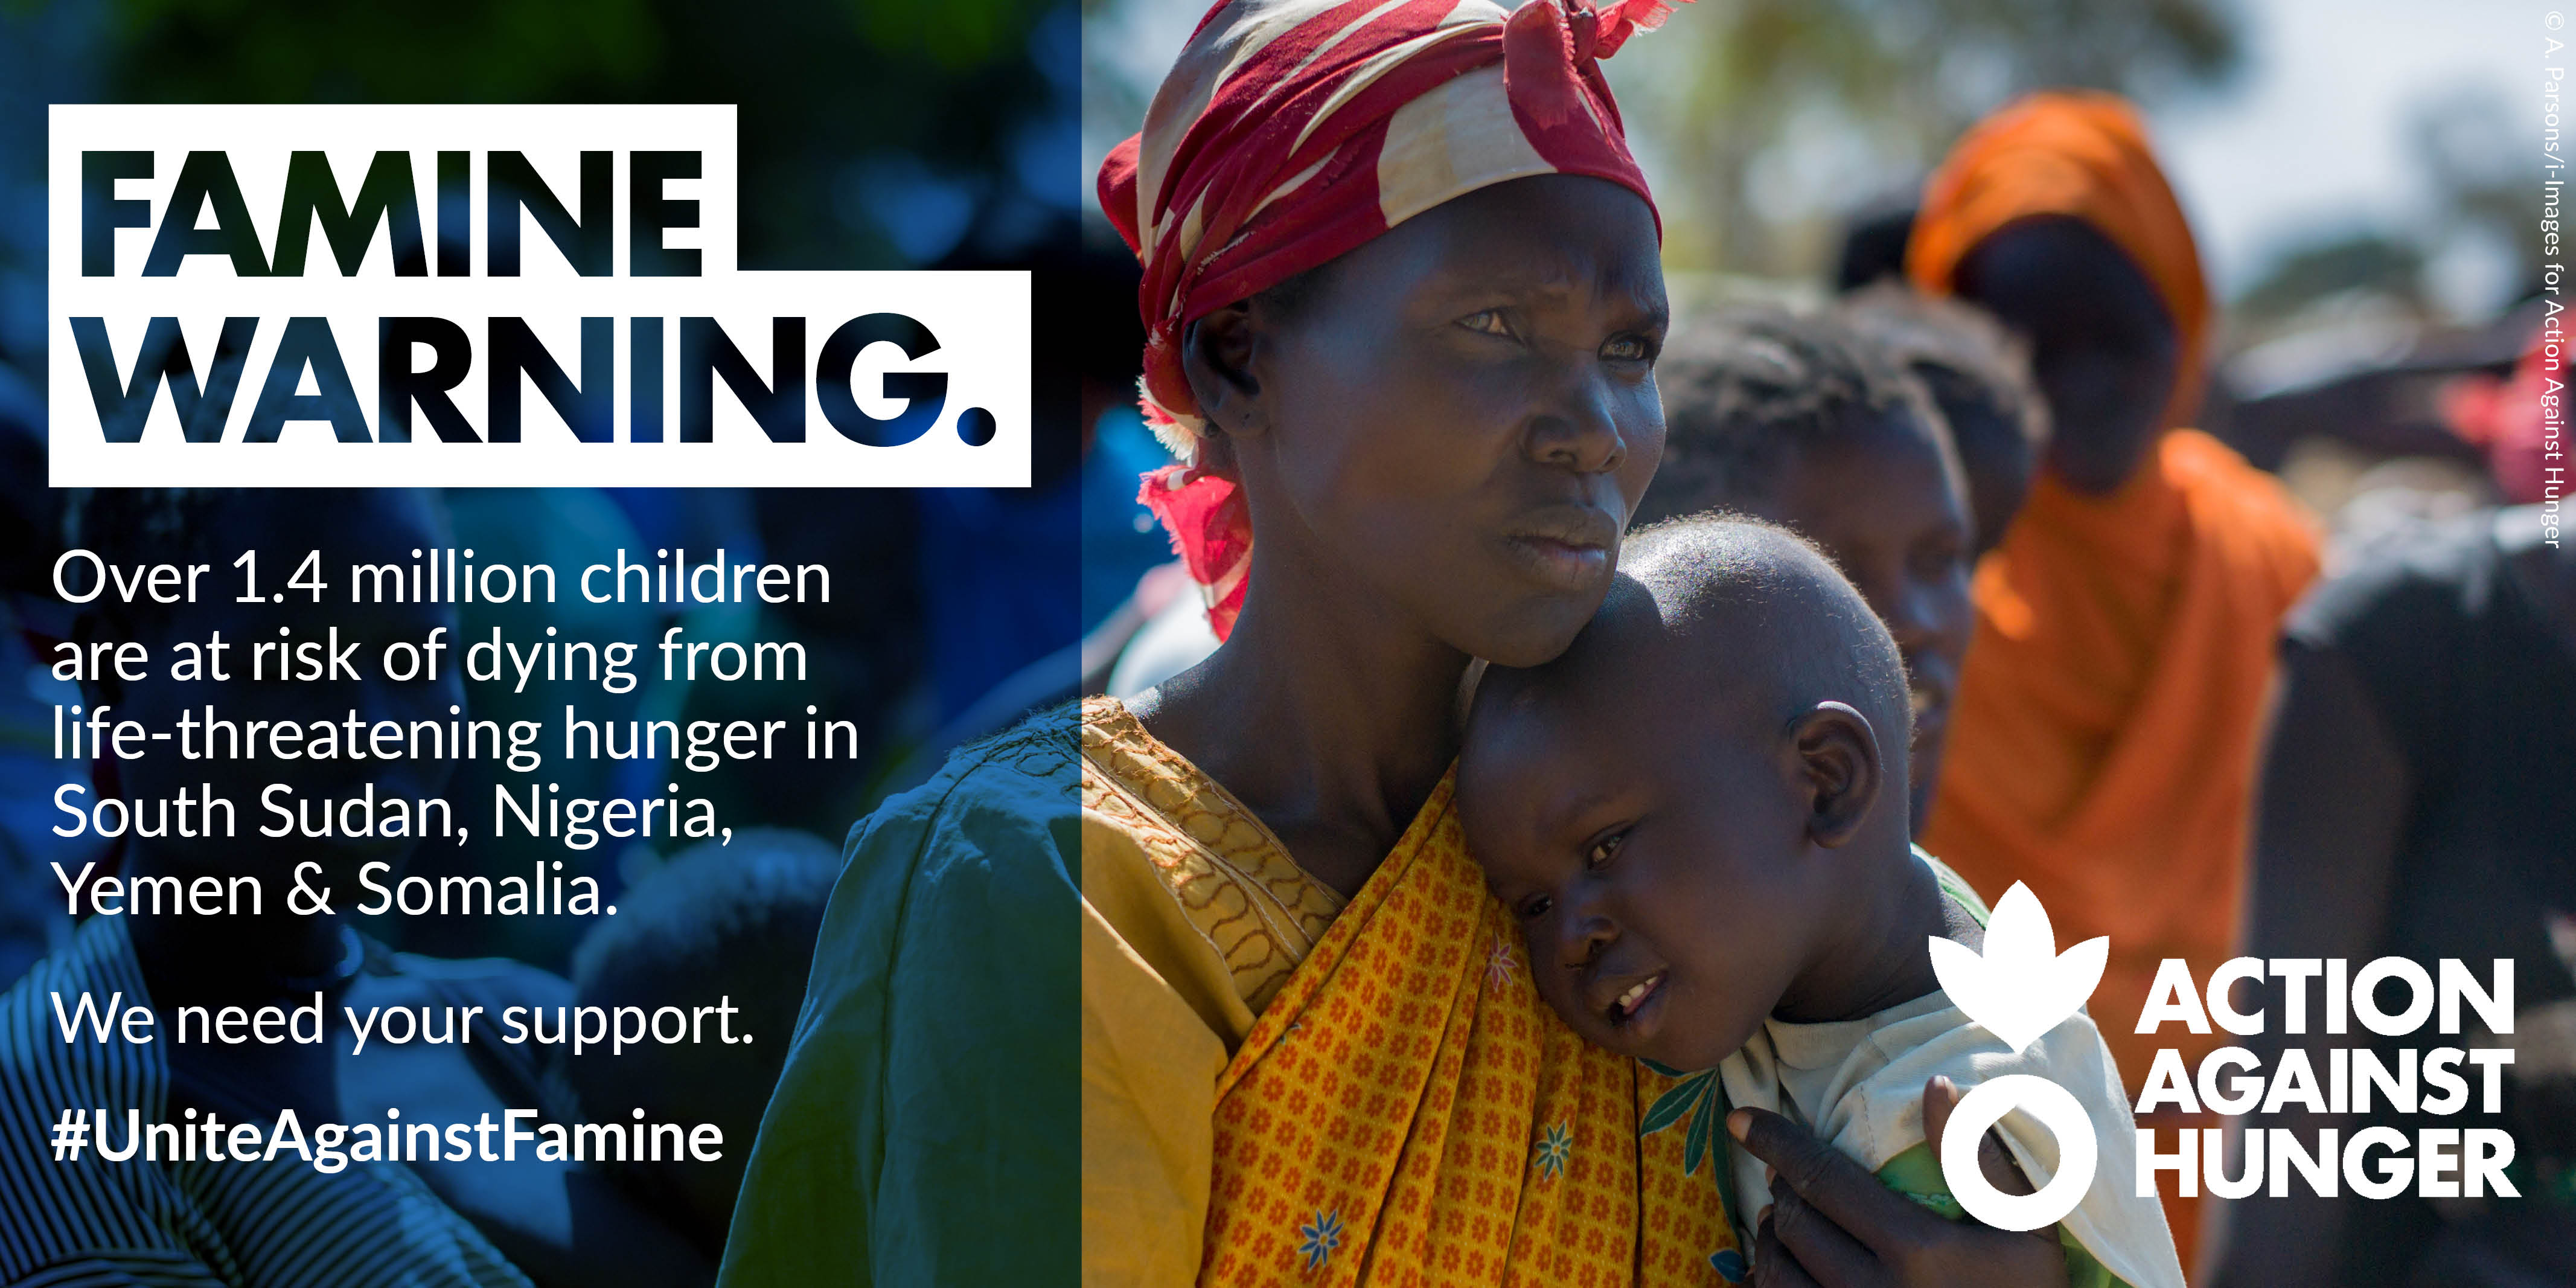 FAMINE
WARNING.
Over 1.4 million children
are at risk of dying from
life-threatening hunger in
South Sudan, Nigeria,
Yemen & Somalia.
We need your support.
#UniteAgainstFamine
© A. Parsons/i-Images for Action Against Hunger
ACTION
AGAINST
HUNGER